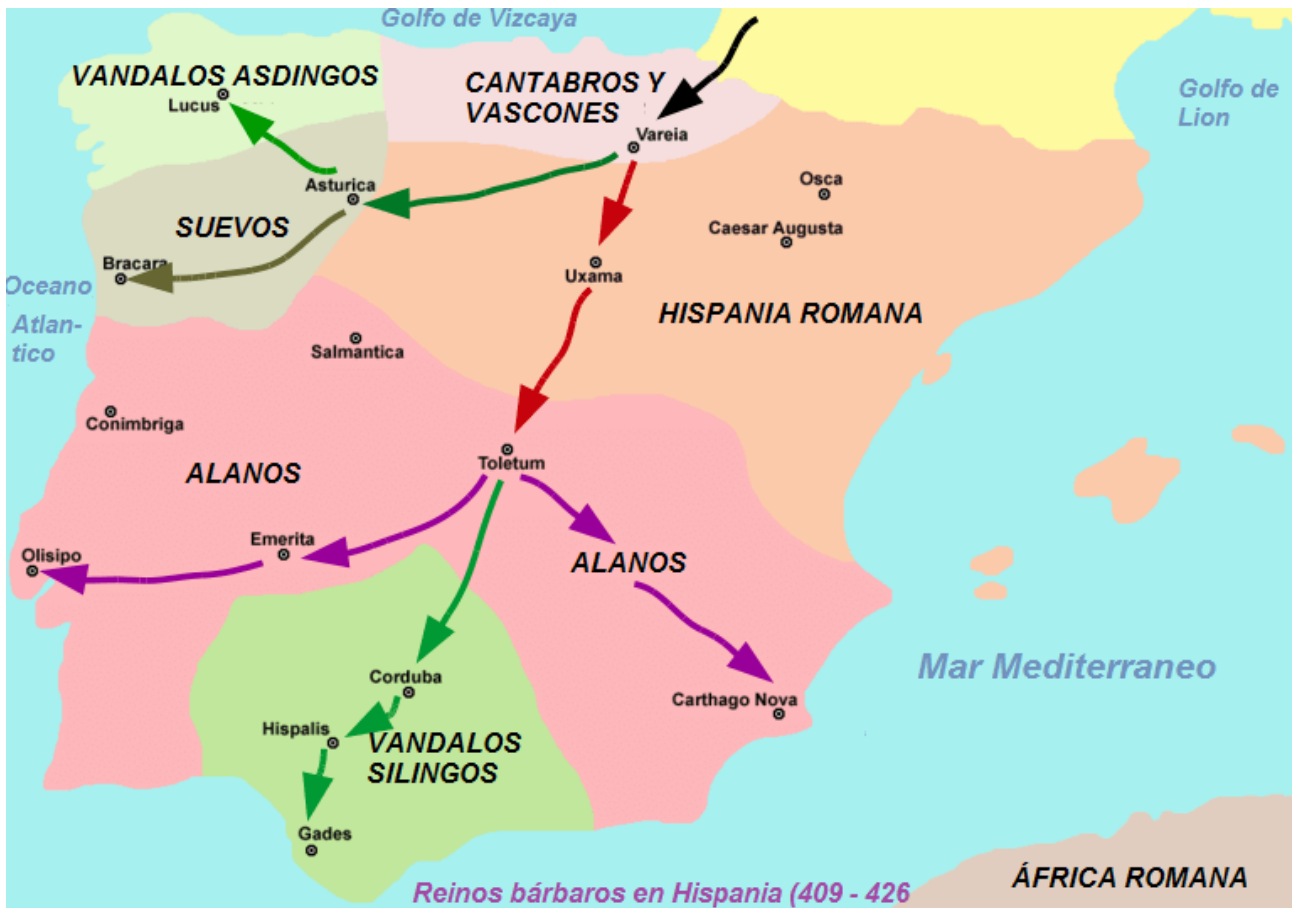 Golfo de Vizcaya
VANDALOS ASDINGOS
Lucus
CANTABROS Y
VASCONES
Golfo de
Lion
Vareia
Asturica
Osca
SUEVOS
Caesar Augusta
Bracara
Uxama
Oceano
Atlan-
tico
HISPANIA ROMANA
Salmantica
Conimbriga
ALANOS
Toletum
Emerita
Olisipo
ALANOS
Mar Mediterraneo
Corduba
Carthago Nova
Hispalis
VANDALOS
SILINGOS
Gades
ÁFRICA ROMANA
Reinos bárbaros en Hispania (409 - 426